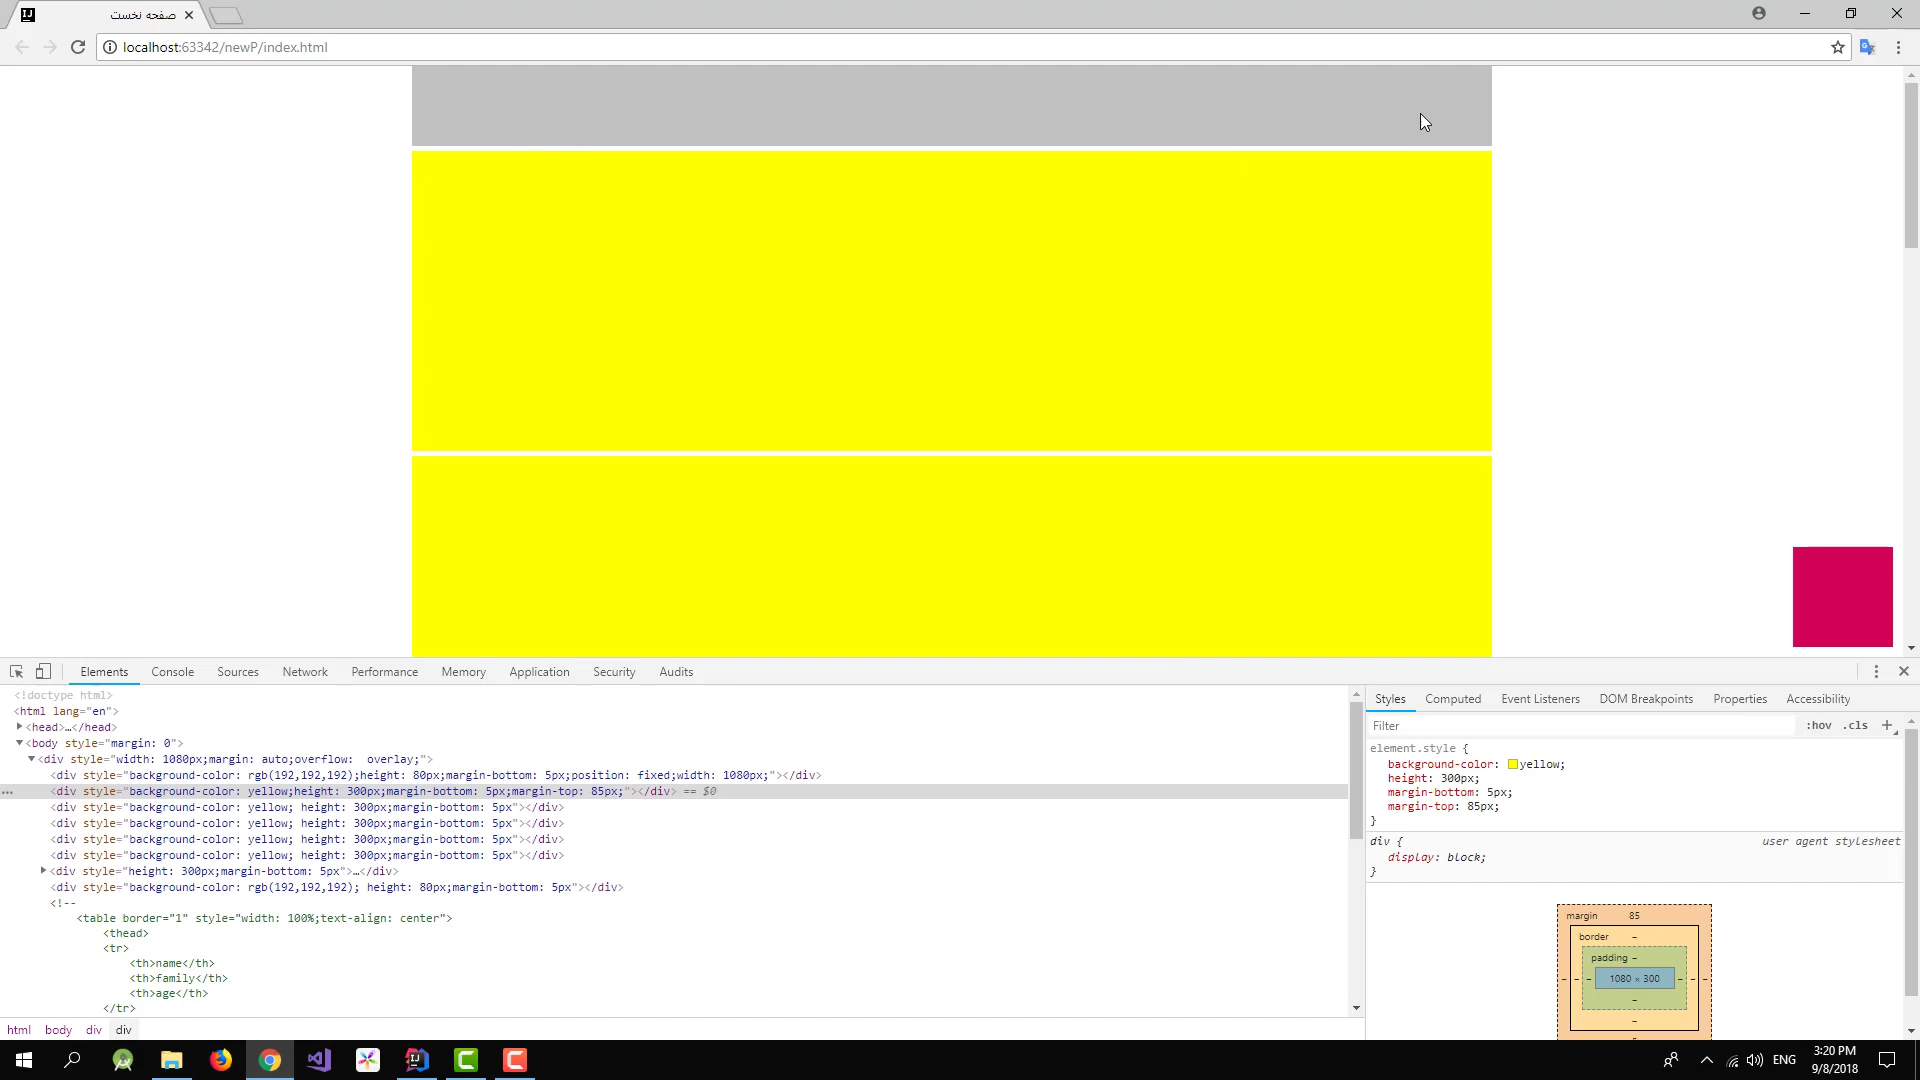 صفحه نخست
localhost:63342/newP/index.html
Elements Console Sources Network Performance Memory Application Security Audits
<!doctype html>
<html lang="en">
<head>…</head>
<body style="margin: 0">
<div style="width: 1080px;margin: auto;overflow:  overlay;">
<div style="background-color: rgb(192,192,192);height: 80px;margin-bottom: 5px;position: fixed;width: 1080px;"></div>
... <div style="background-color: yellow;height: 300px;margin-bottom: 5px;margin-top: 85px;"></div> == $0
<div style="background-color: yellow; height: 300px;margin-bottom: 5px"></div>
<div style="background-color: yellow; height: 300px;margin-bottom: 5px"></div>
<div style="background-color: yellow; height: 300px;margin-bottom: 5px"></div>
<div style="background-color: yellow; height: 300px;margin-bottom: 5px"></div>
<div style="height: 300px;margin-bottom: 5px">…</div>
<div style="background-color: rgb(192,192,192); height: 80px;margin-bottom: 5px"></div>
<!--
<table border="1" style="width: 100%;text-align: center">
<thead>
<tr>
<th>name</th>
<th>family</th>
<th>age</th>
</tr>
html body div div
Styles Computed Event Listeners DOM Breakpoints Properties Accessibility
Filter :hov .cls +
element.style {
background-color: yellow;
height: 300px;
margin-bottom: 5px;
margin-top: 85px;
}
div { user agent stylesheet
display: block;
}
margin 85
border –
padding –
– – – 1080 × 300 – – –
–
–
ENG
3:20 PM
9/8/2018